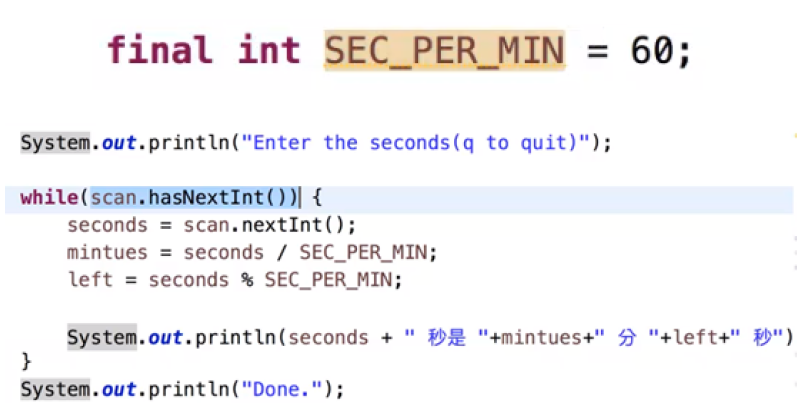 final int SEC_PER_MIN = 60;
System.out.println("Enter the seconds(q to quit)");
while(scan.hasNextInt()) {
seconds = scan.nextInt();
mintues = seconds / SEC_PER_MIN;
left = seconds % SEC_PER_MIN;
System.out.println(seconds + " 秒是 "+mintues+" 分 "+left+" 秒")
}
System.out.println("Done.");